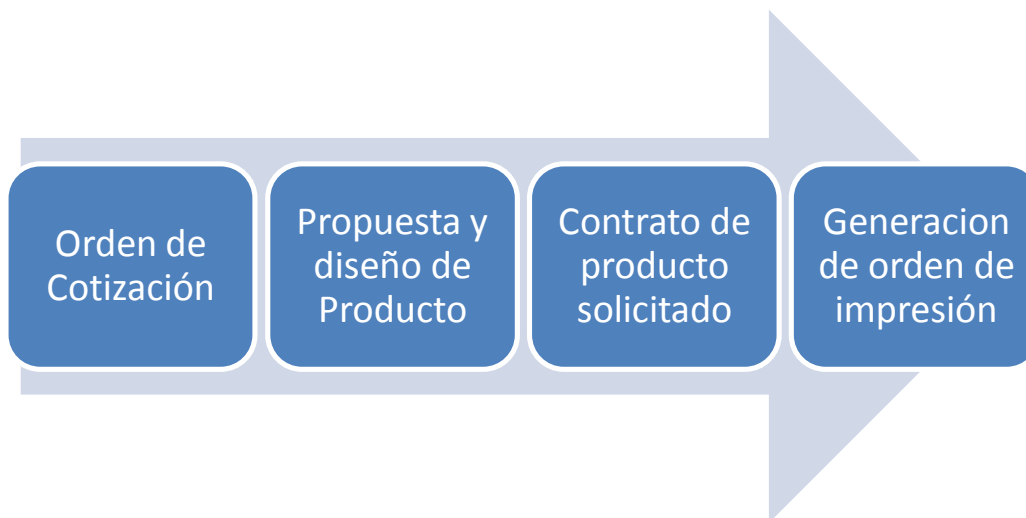 Orden de
Cotización
Propuesta y
diseño de
Producto
Contrato de
producto
solicitado
Generacion
de orden de
impresión